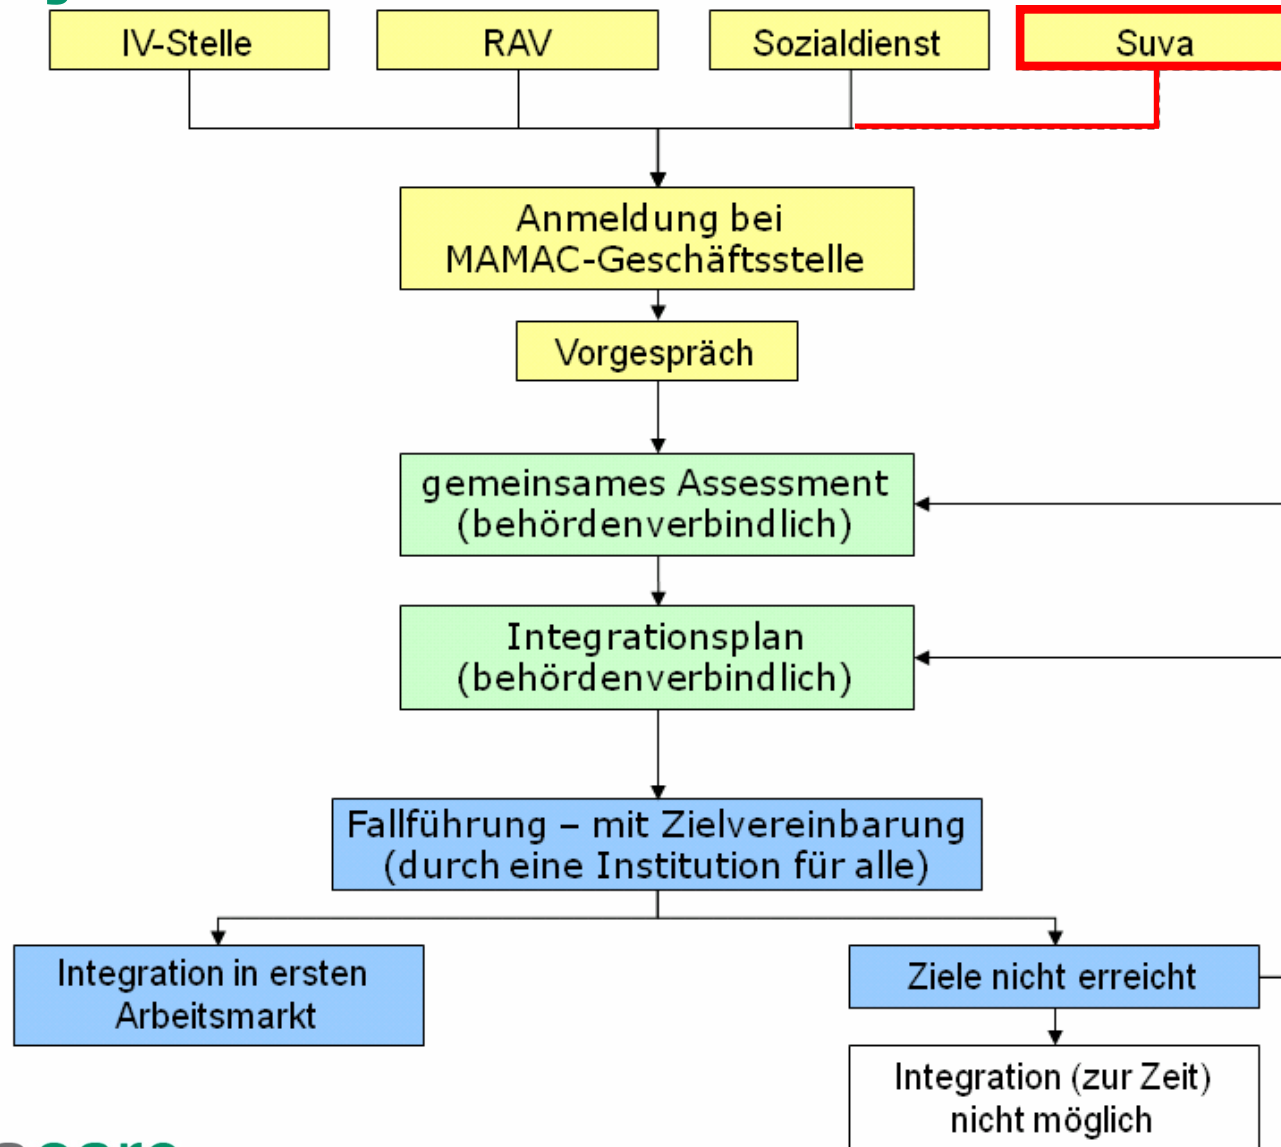 IV-Stelle
RAV
Sozialdienst
Suva
Anmeldung bei
MAMAC-Geschäftsstelle
Vorgespräch
gemeinsames Assessment
(behördenverbindlich)
Integrationsplan
(behördenverbindlich)
Fallführung – mit Zielvereinbarung
(durch eine Institution für alle)
Integration in ersten
Arbeitsmarkt
Ziele nicht erreicht
Integration (zur Zeit)
nicht möglich